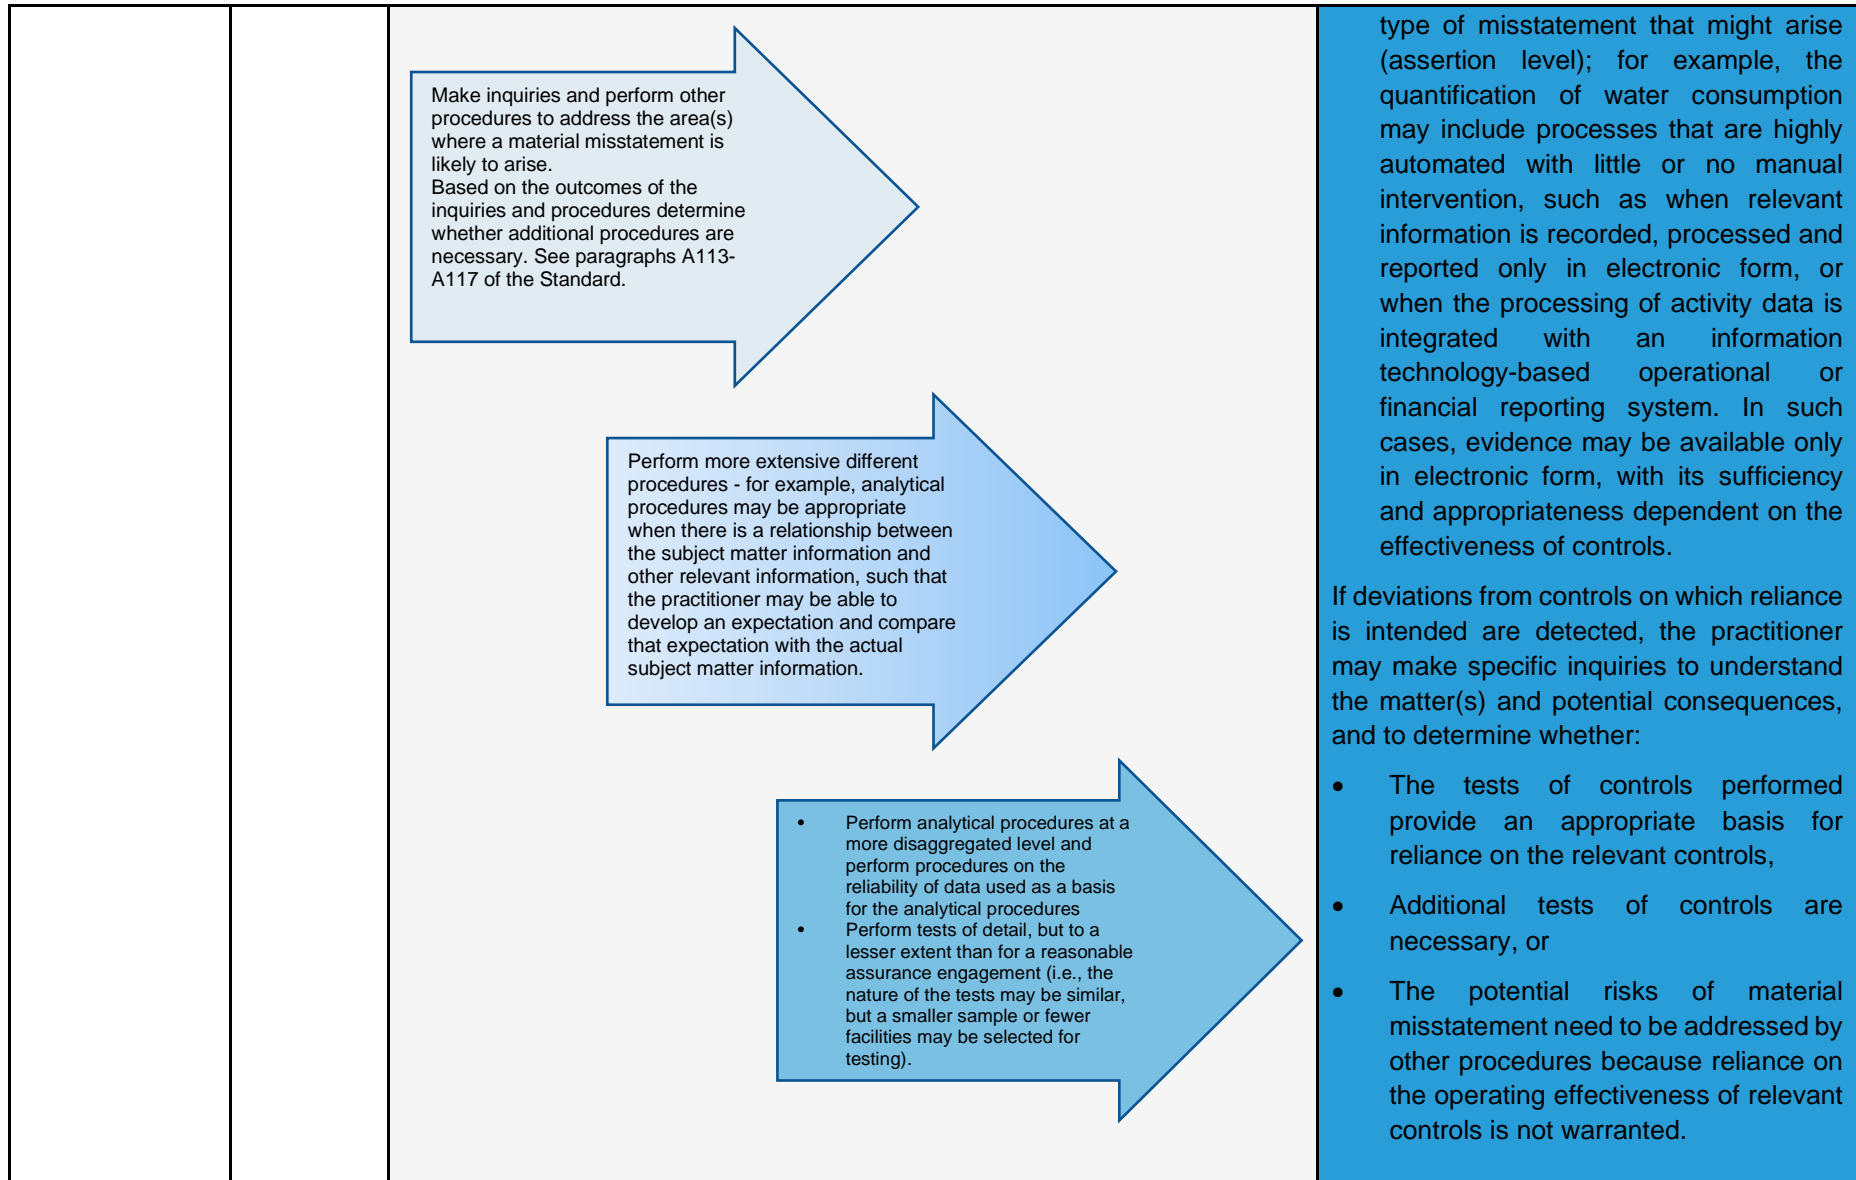 Make inquiries and perform other
procedures to address the area(s)
where a material misstatement is
likely to arise.
Based on the outcomes of the
inquiries and procedures determine
whether additional procedures are
necessary. See paragraphs A113-
A117 of the Standard.
Perform more extensive different
procedures - for example, analytical
procedures may be appropriate
when there is a relationship between
the subject matter information and
other relevant information, such that
the practitioner may be able to
develop an expectation and compare
that expectation with the actual
subject matter information.
• Perform analytical procedures at a
more disaggregated level and
perform procedures on the
reliability of data used as a basis
for the analytical procedures
• Perform tests of detail, but to a
lesser extent than for a reasonable
assurance engagement (i.e., the
nature of the tests may be similar,
but a smaller sample or fewer
facilities may be selected for
testing).
type of misstatement that might arise
(assertion level); for example, the
quantification of water consumption
may include processes that are highly
automated with little or no manual
intervention, such as when relevant
information is recorded, processed and
reported only in electronic form, or
when the processing of activity data is
integrated with an information
technology-based operational or
financial reporting system. In such
cases, evidence may be available only
in electronic form, with its sufficiency
and appropriateness dependent on the
effectiveness of controls.
If deviations from controls on which reliance
is intended are detected, the practitioner
may make specific inquiries to understand
the matter(s) and potential consequences,
and to determine whether:
• The tests of controls performed
provide an appropriate basis for
reliance on the relevant controls,
• Additional tests of controls are
necessary, or
• The potential risks of material
misstatement need to be addressed by
other procedures because reliance on
the operating effectiveness of relevant
controls is not warranted.